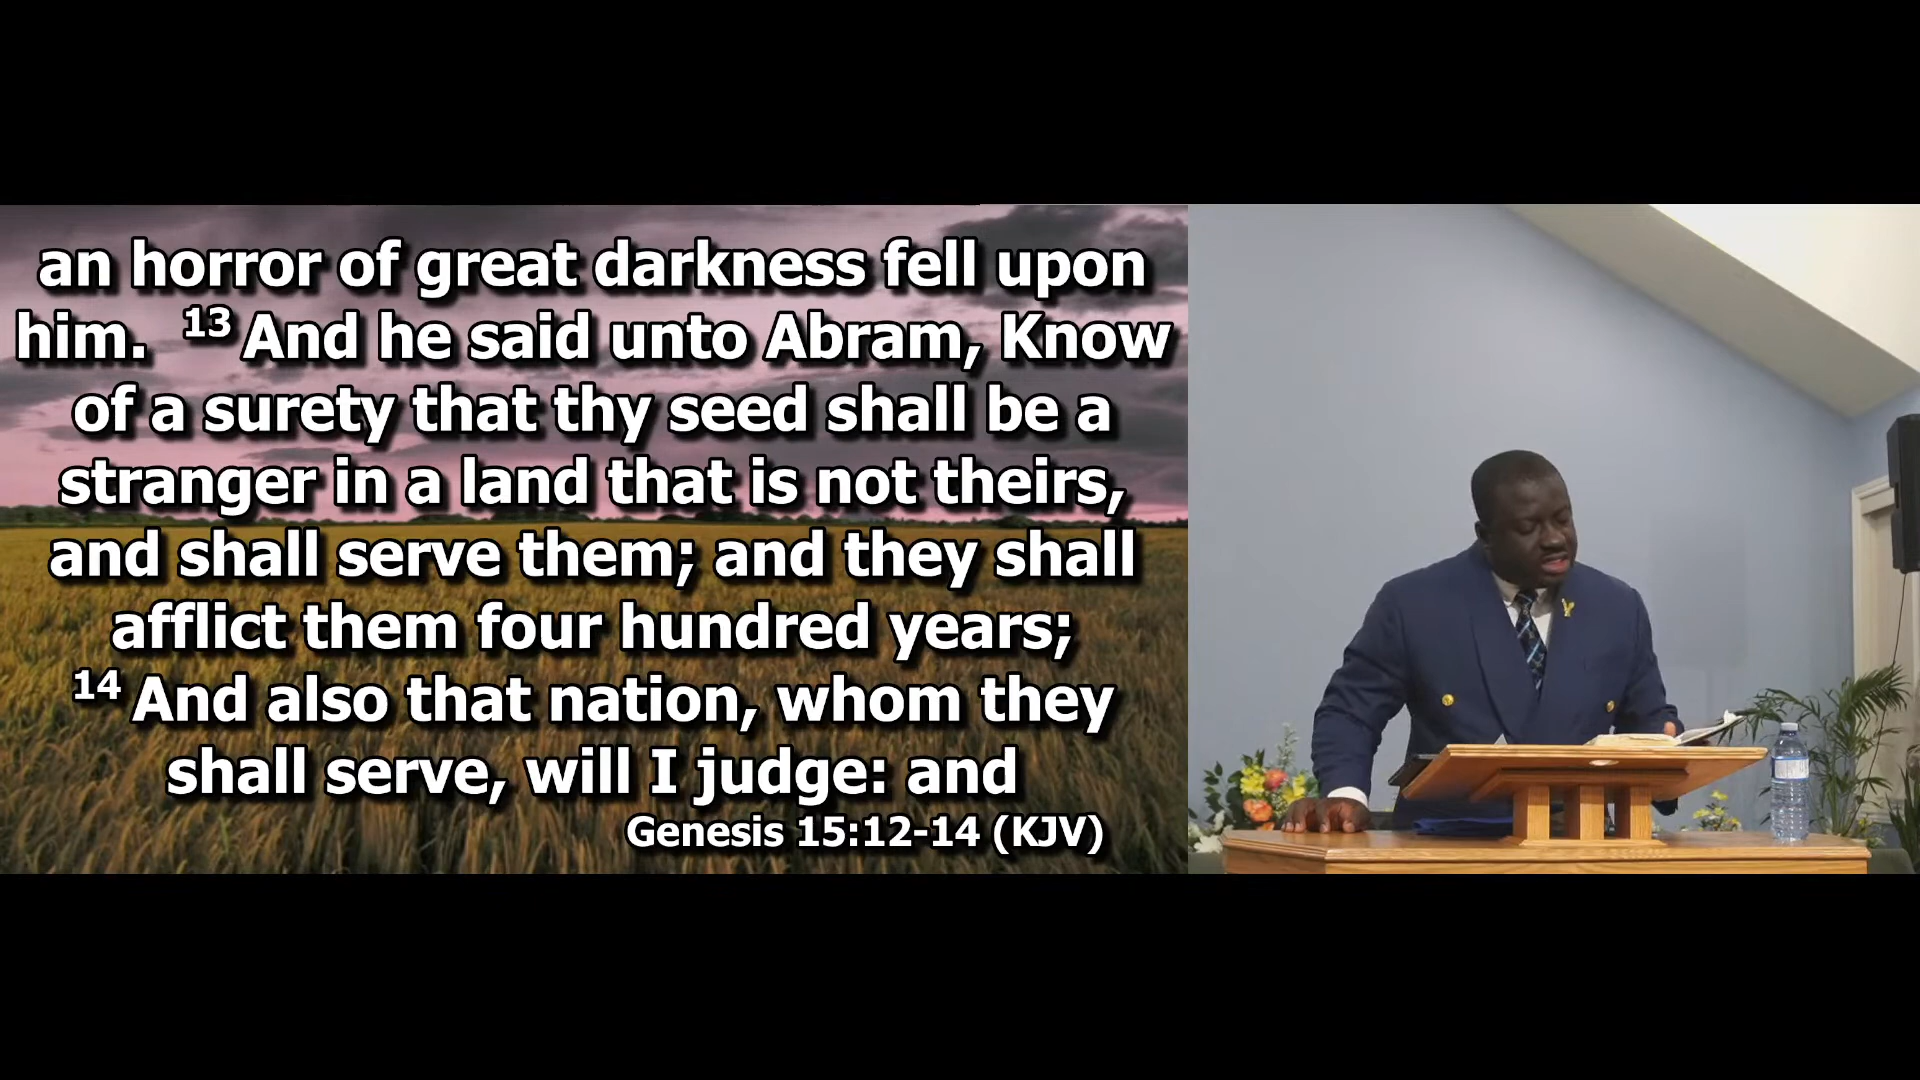 an horror of great darkness fell upon
him. 13 And he said unto Abram, Know
of a surety that thy seed shall be a
stranger in a land that is not theirs,
and shall serve them; and they shall
afflict them four hundred years;
14 And also that nation, whom they
shall serve, will I judge: and
Genesis 15:12-14 (KJV)